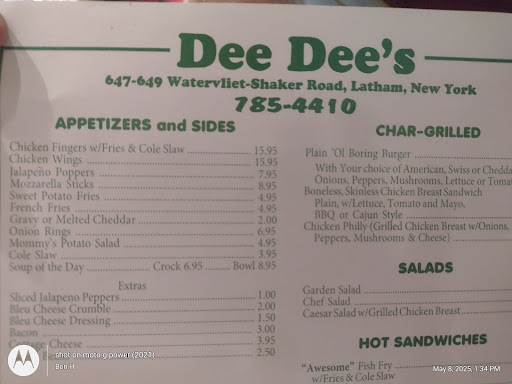 Dee Dee's
647-649 Watervliet-Shaker Road, Latham, New York
785-4410
APPETIZERS and SIDES
Chicken Fingers w/Fries & Cole Slaw 15.95
Chicken Wings 15.95
Jalapeño Poppers 7.95
Mozzarella Sticks 8.95
Sweet Potato Fries 4.95
French Fries 4.95
Gravy or Melted Cheddar 2.00
Onion Rings 6.95
Mommy's Potato Salad 4.95
Cole Slaw 3.95
Soup of the Day Crock 6.95 Bowl 8.95
Extras
Sliced Jalapeno Peppers 1.00
Bleu Cheese Crumble 2.00
Bleu Cheese Dressing 1.50
Bacon 3.00
Cottage Cheese 3.95
2.50
CHAR-GRILLED
Plain 'Ol Boring Burger
With Your choice of American, Swiss or Chedda
Onions, Peppers, Mushrooms, Lettuce or Tomat
Boneless, Skinless Chicken Breast Sandwich
Plain, w/Lettuce, Tomato and Mayo,
BBQ or Cajun Style
Chicken Philly (Grilled Chicken Breast w/Onions,
Peppers, Mushrooms & Cheese)
SALADS
Garden Salad
Chef Salad
Caesar Salad w/Grilled Chicken Breast
HOT SANDWICHES
"Awesome" Fish Fry
w/Fries & Cole Slaw
shot on moto g power (2021)
Bon H
May 8, 2025, 1:34 PM